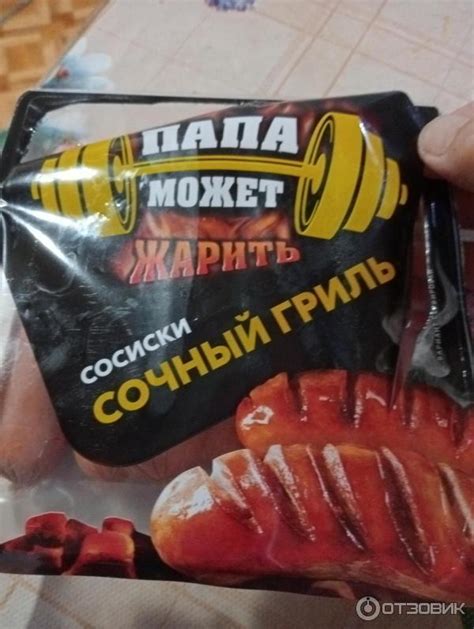 ПАПА
МОЖЕТ
ЖАРИТЬ
СОСИСКИ
СОЧНЫЙ ГРИЛЬ
ОТЗОВИК